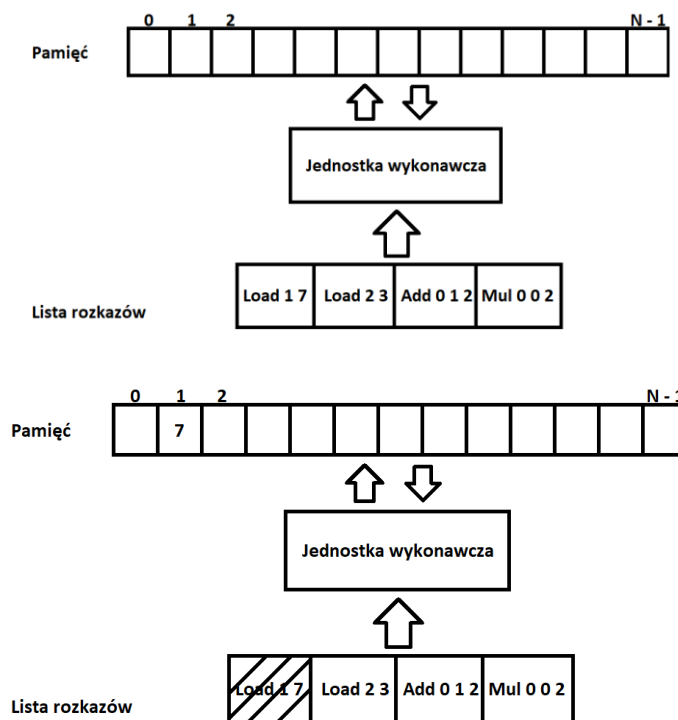 0 1 2 N - 1
Pamięć
Jednostka wykonawcza
Load 1 7 Load 2 3 Add 0 1 2 Mul 0 0 2
Lista rozkazów
0 1 2 N - 1
Pamięć 7
Jednostka wykonawcza
Load 1 7 Load 2 3 Add 0 1 2 Mul 0 0 2
Lista rozkazów